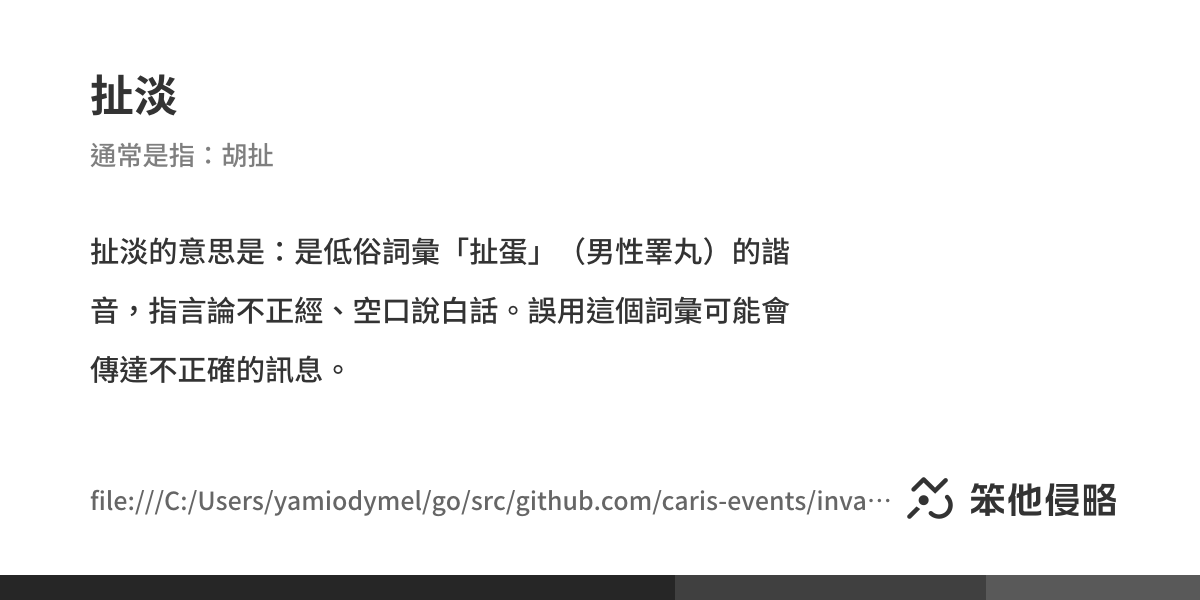 扯淡
通常是指：胡扯
扯淡的意思是：是低俗詞彙「扯蛋」（男性睪丸）的諧
音，指言論不正經、空口說白話。誤用這個詞彙可能會
傳達不正確的訊息。
file:///C:/Users/yamiodymel/go/src/github.com/caris-events/inva…
笨他侵略